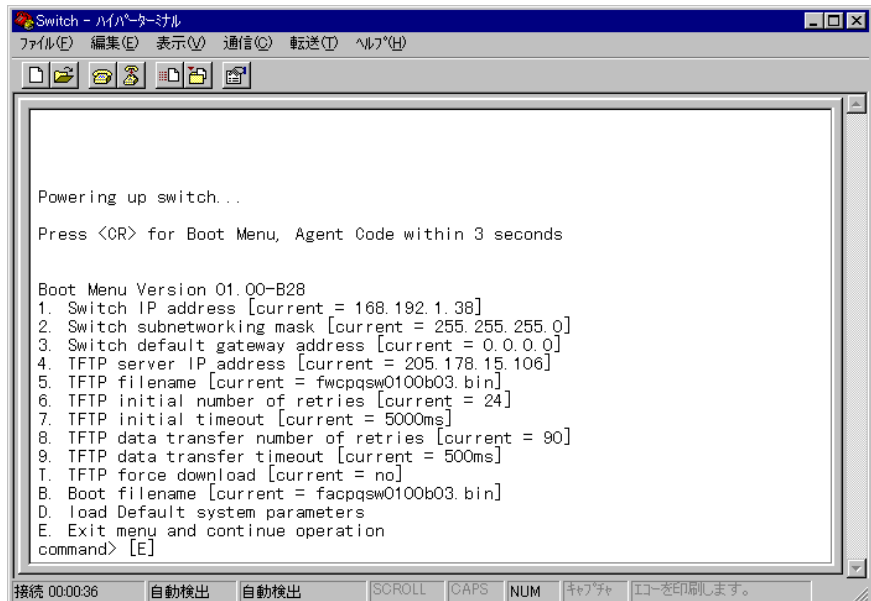 Switch - ﾊｲﾊﾟｰﾀｰﾐﾅﾙ
ﾌｧｲﾙ(F) 編集(E) 表示(V) 通信(C) 転送(T) ﾍﾙﾌﾟ(H)
Powering up switch...
Press <CR> for Boot Menu, Agent Code within 3 seconds
Boot Menu Version 01.00-B28
1. Switch IP address [current = 168.192.1.38]
2. Switch subnetworking mask [current = 255.255.255.0]
3. Switch default gateway address [current = 0.0.0.0]
4. TFTP server IP address [current = 205.178.15.106]
5. TFTP filename [current = fwcpqsw0100b03.bin]
6. TFTP initial number of retries [current = 24]
7. TFTP initial timeout [current = 5000ms]
8. TFTP data transfer number of retries [current = 90]
9. TFTP data transfer timeout [current = 500ms]
T. TFTP force download [current = no]
B. Boot filename [current = facpqsw0100b03.bin]
D. load Default system parameters
E. Exit menu and continue operation
command> [E]
接続 00:00:36 自動検出 自動検出 SCROLL CAPS NUM ｷｬﾌﾟﾁｬ ｴｺｰを印刷します。